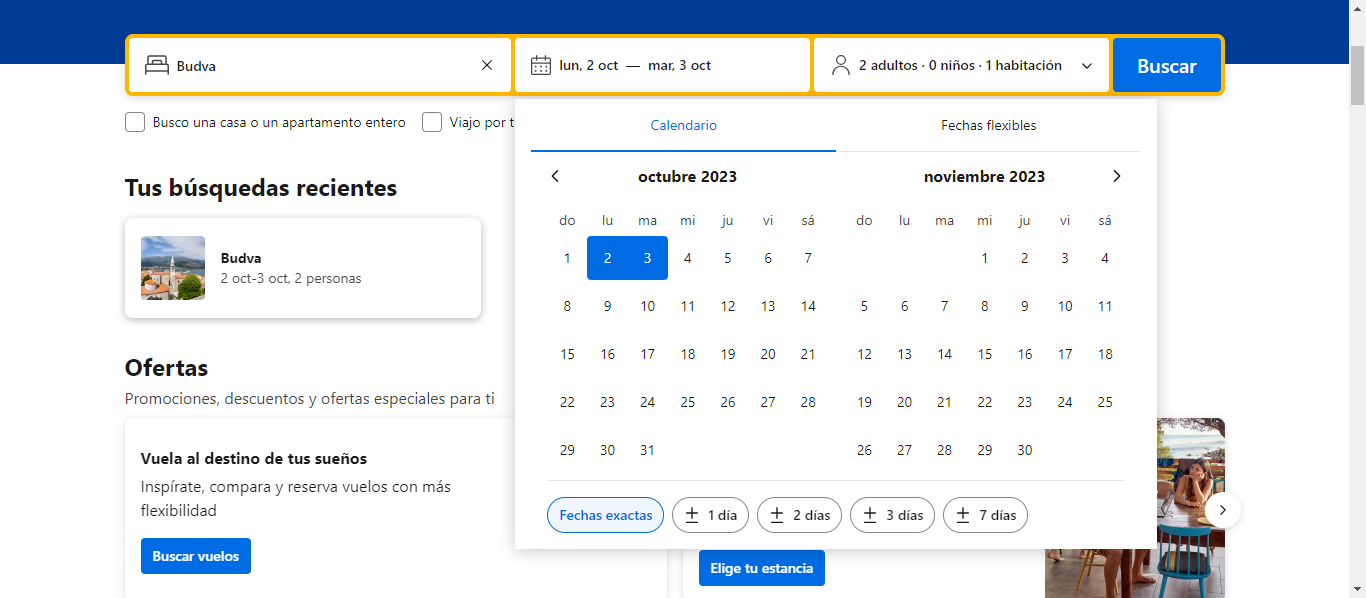 Budva
lun, 2 oct — mar, 3 oct
2 adultos · 0 niños · 1 habitación
Buscar
Busco una casa o un apartamento entero
Viajo por t
Calendario
Fechas flexibles
Tus búsquedas recientes
Budva
2 oct-3 oct, 2 personas
octubre 2023
do lu ma mi ju vi sá
1 2 3 4 5 6 7
8 9 10 11 12 13 14
15 16 17 18 19 20 21
22 23 24 25 26 27 28
29 30 31
noviembre 2023
do lu ma mi ju vi sá
1 2 3 4
5 6 7 8 9 10 11
12 13 14 15 16 17 18
19 20 21 22 23 24 25
26 27 28 29 30
Fechas exactas
± 1 día
± 2 días
± 3 días
± 7 días
Ofertas
Promociones, descuentos y ofertas especiales para ti
Vuela al destino de tus sueños
Inspírate, compara y reserva vuelos con más
flexibilidad
Buscar vuelos
Elige tu estancia